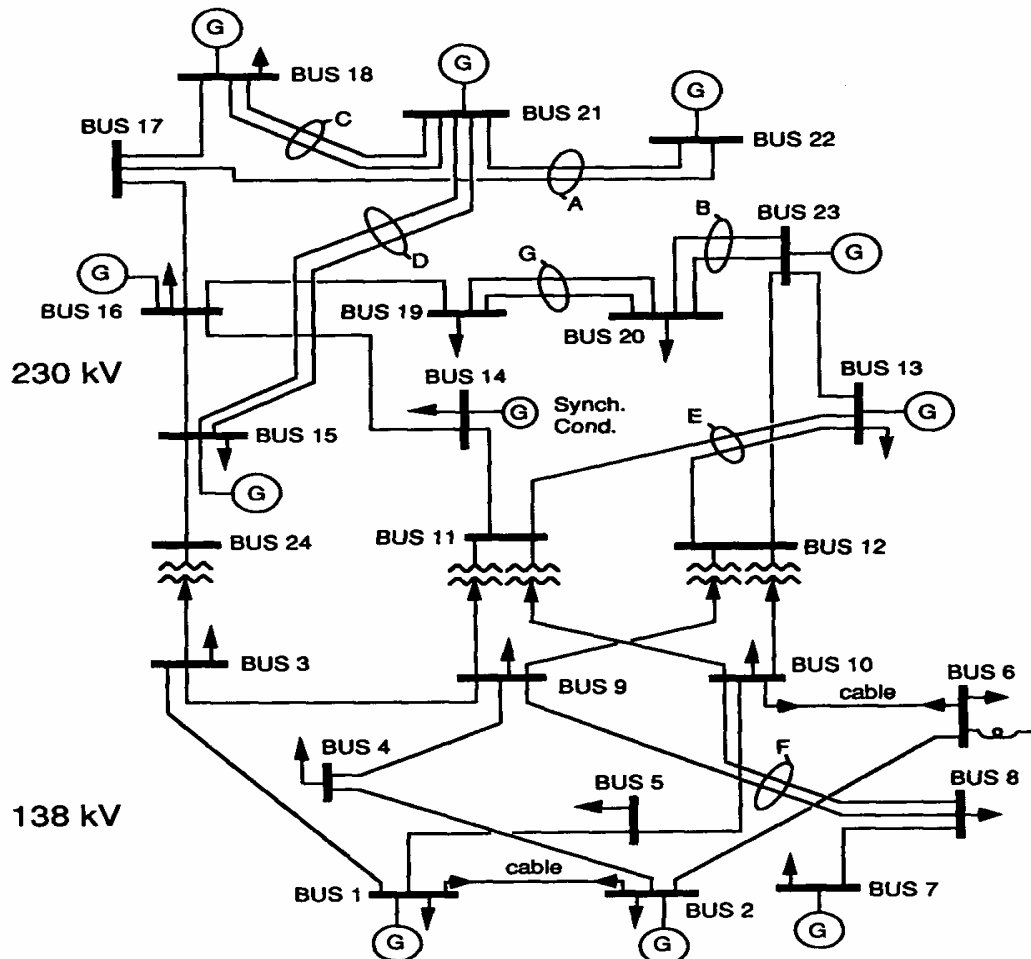 G
BUS 18
C
G
BUS 21
G
BUS 22
BUS 17
A
B
BUS 23
G
D
G
BUS 16
G
BUS 19
BUS 20
230 kV
BUS 14
G
Synch.
Cond.
BUS 13
G
E
BUS 15
G
BUS 24
BUS 11
BUS 12
BUS 3
BUS 9
BUS 10
BUS 6
cable
BUS 4
F
BUS 5
BUS 8
138 kV
cable
BUS 1
BUS 2
BUS 7
G
G
G